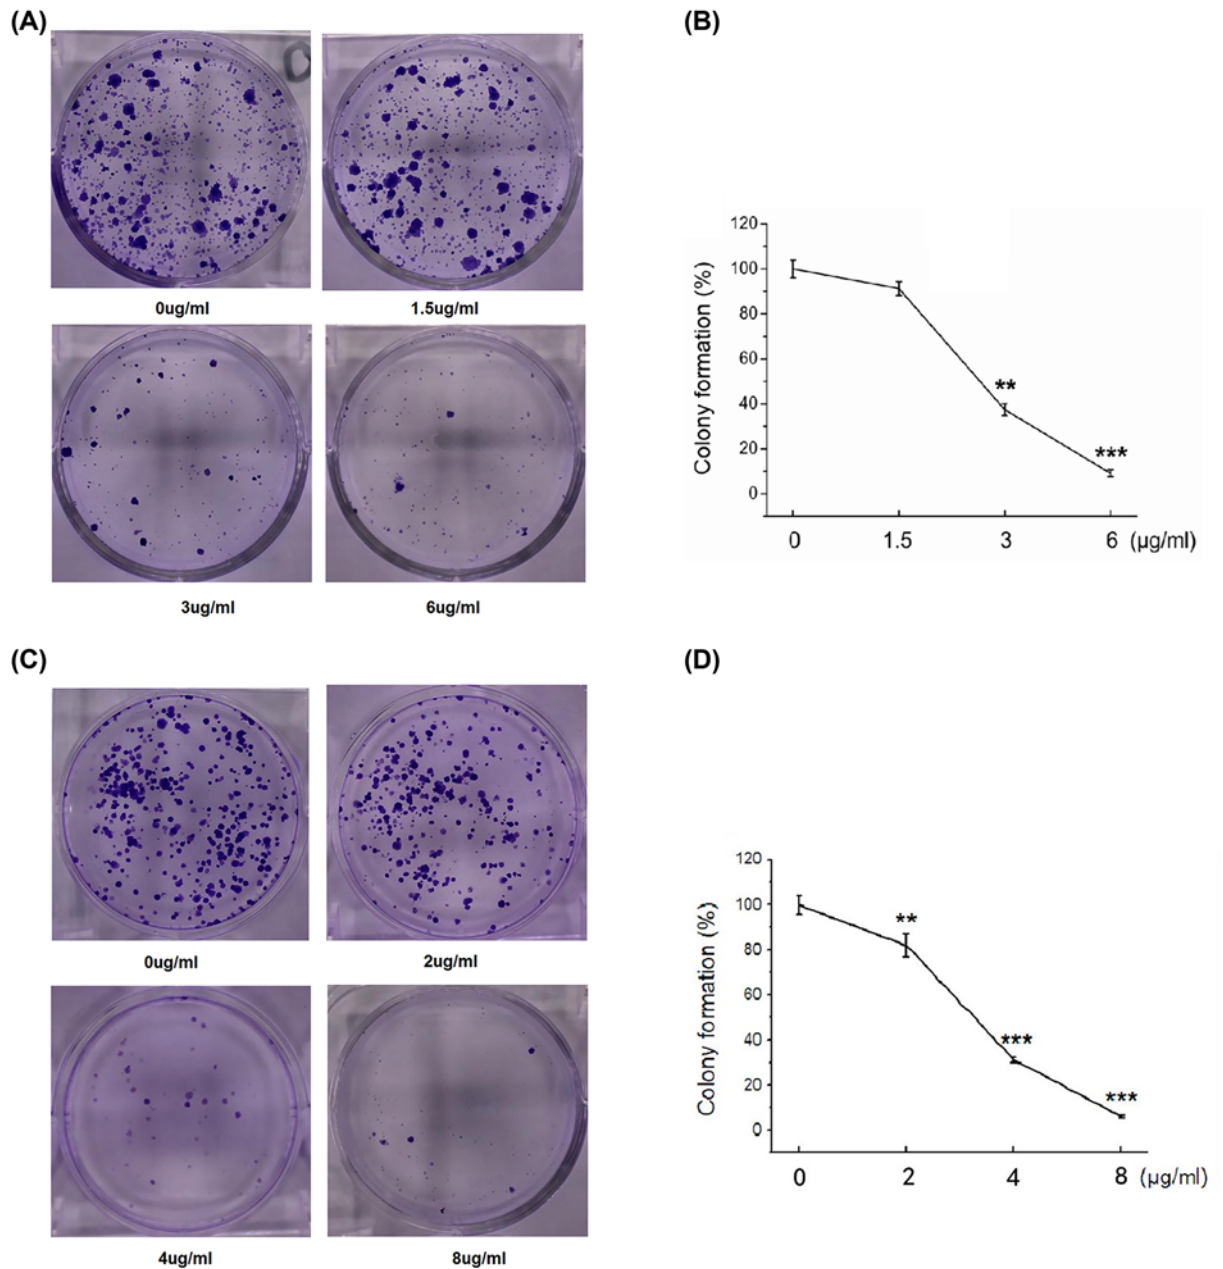 (A)
(B)
0ug/ml
1.5ug/ml
3ug/ml
6ug/ml
120
100
80
60
40
20
0
Colony formation (%)
**
***
0 1.5 3 6 (µg/ml)
(C)
(D)
0ug/ml
2ug/ml
4ug/ml
8ug/ml
120
100
80
60
40
20
0
Colony formation (%)
**
***
***
0 2 4 8 (µg/ml)